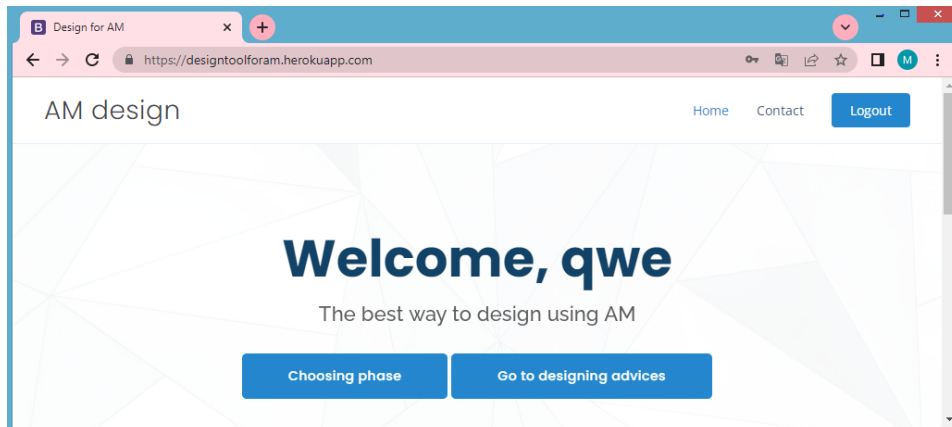 B Design for AM
https://designtoolforam.herokuapp.com
M
AM design
Home Contact Logout
Welcome, qwe
The best way to design using AM
Choosing phase Go to designing advices